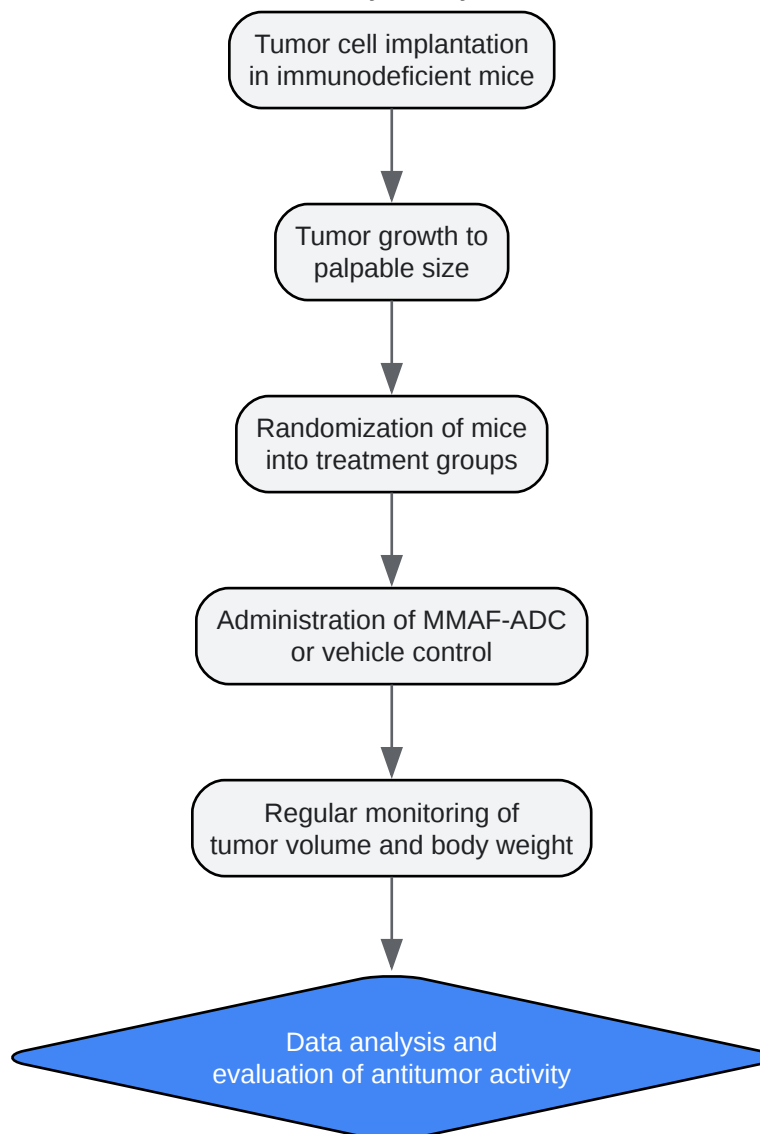 Tumor cell implantation
in immunodeficient mice
Tumor growth to
palpable size
Randomization of mice
into treatment groups
Administration of MMAF-ADC
or vehicle control
Regular monitoring of
tumor volume and body weight
Data analysis and
evaluation of antitumor activity